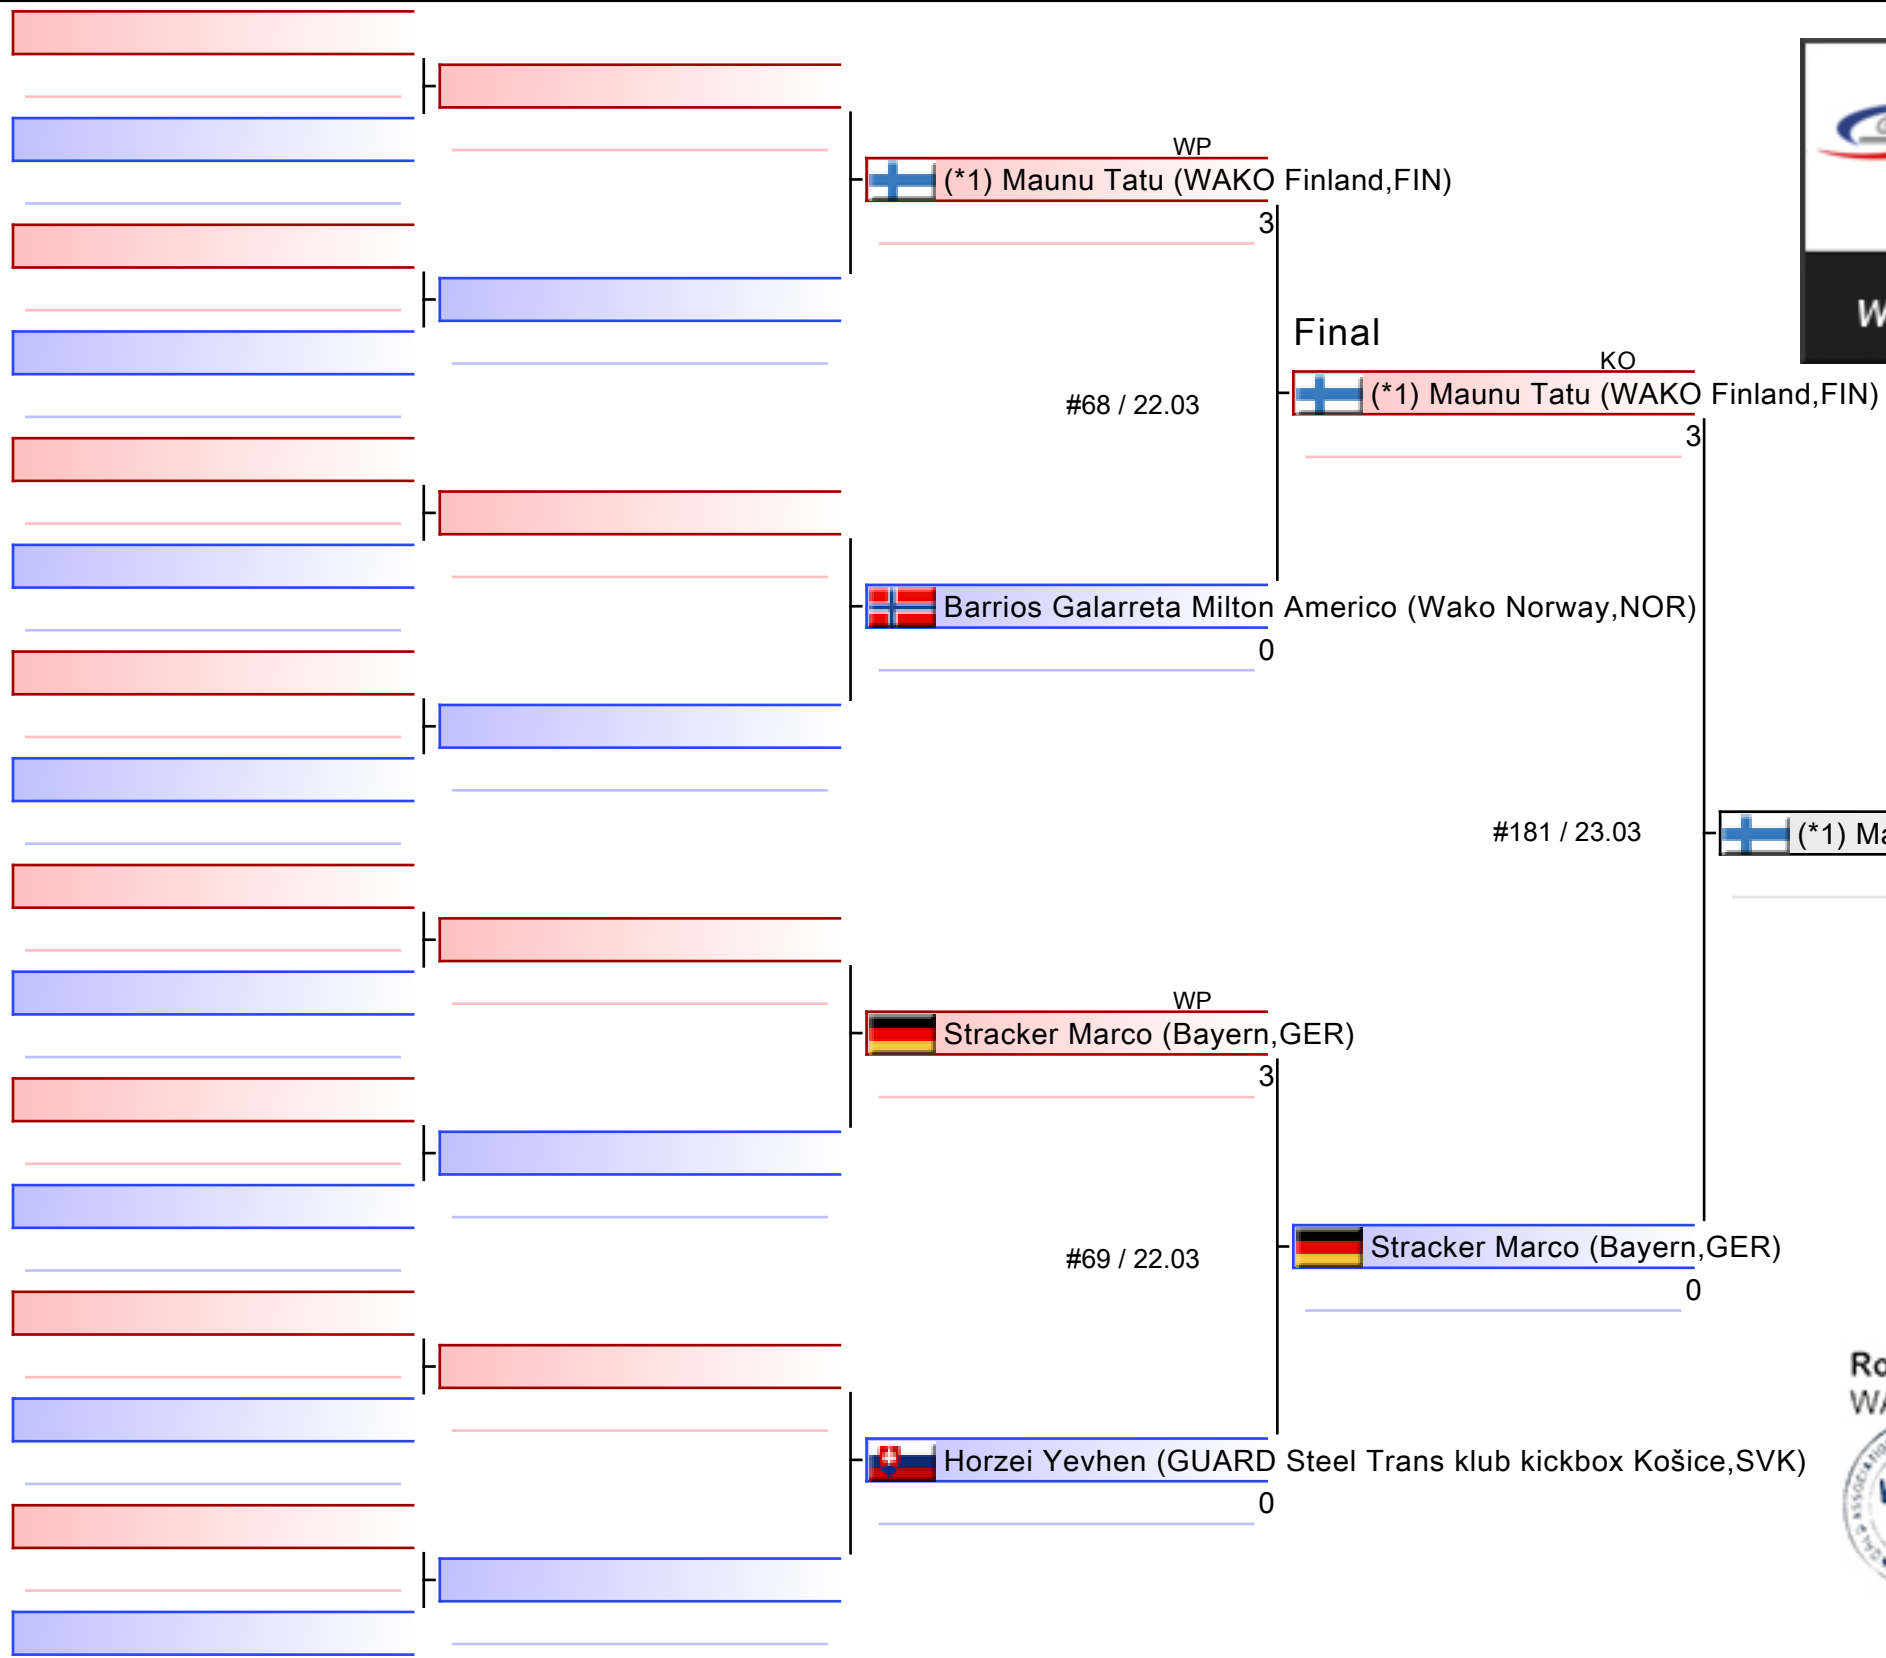 WP
(*1) Maunu Tatu (WAKO Finland,FIN)
3
Final
KO
(*1) Maunu Tatu (WAKO Finland,FIN)
3
#68 / 22.03
Barrios Galarreta Milton Americo (Wako Norway,NOR)
0
#181 / 23.03
(*1)
WP
Stracker Marco (Bayern,GER)
3
#69 / 22.03
Stracker Marco (Bayern,GER)
0
Horzei Yevhen (GUARD Steel Trans klub kickbox Košice,SVK)
0